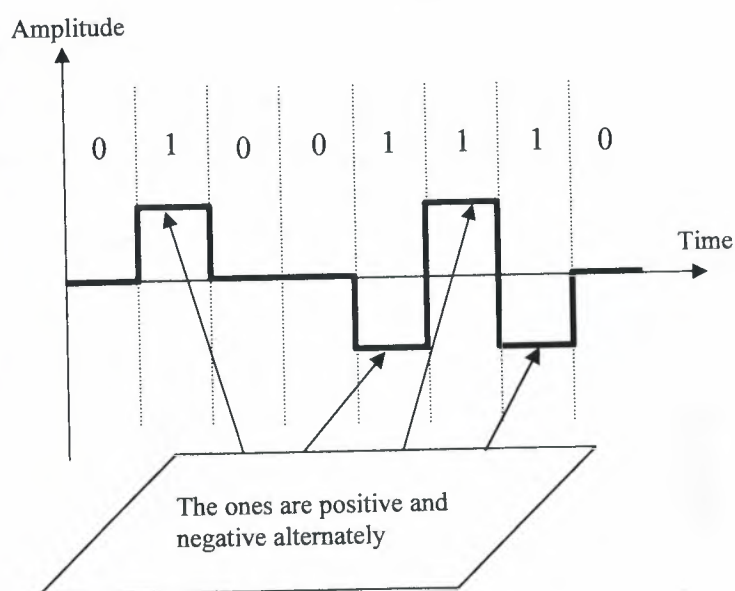 Amplitude
0 1 0 0 1 1 1 0
Time
The ones are positive and
negative alternately